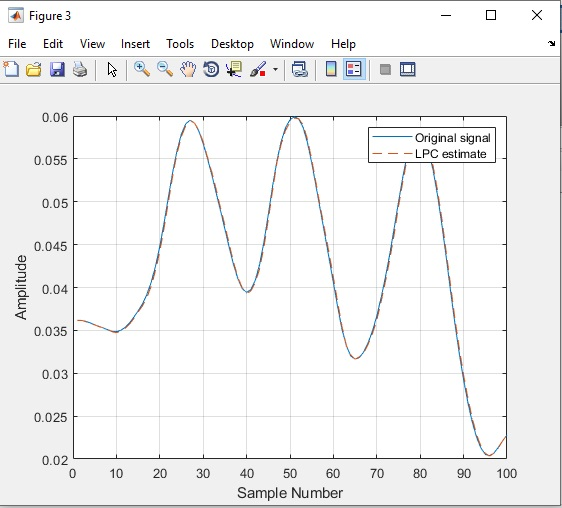 Figure 3
File Edit View Insert Tools Desktop Window Help
Original signal
LPC estimate
0.06
0.055
0.05
0.045
0.04
0.035
0.03
0.025
0.02
Amplitude
0 10 20 30 40 50 60 70 80 90 100
Sample Number